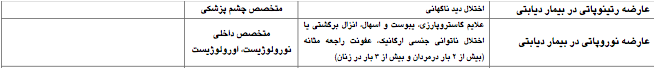 عارضه رتینوپاتی در بیمار دیابتی
اختلال دید ناگهانی
متخصص چشم پزشکی
عارضه نوروپاتی در بیمار دیابتی
علایم گاستروپارزی، یبوست و اسهال، انزال برگشتی یا
اختلال ناتوانی جنسی ارگانیک، عفونت راجعه مثانه
(بیش از ۲ بار درمردان و بیش از ۳ بار در زنان)
متخصص داخلی
نورولوژیست، اورولوژیست